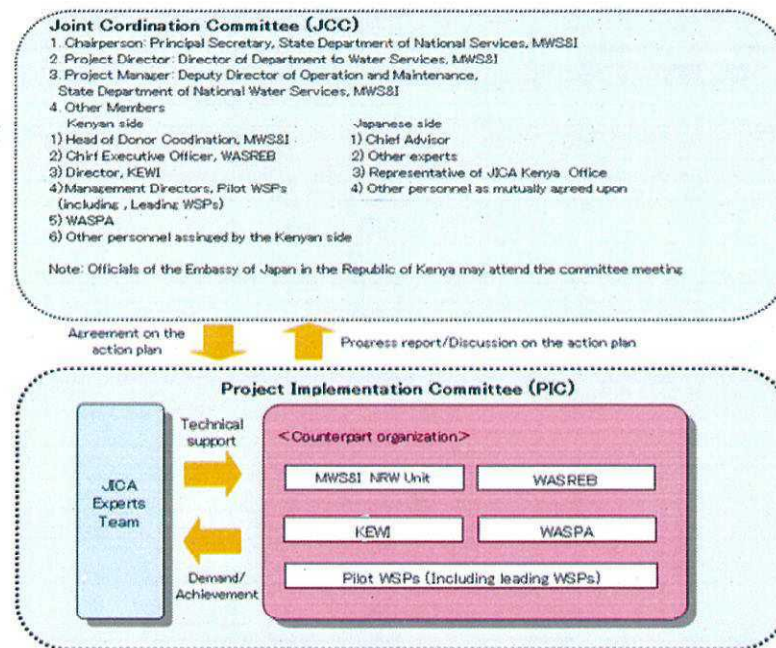 Joint Cordination Committee (JCC)
1. Chairperson: Principal Secretary, State Department of National Services, MWS&I
2. Project Director: Director of Department fo Water Services, MWS&I
3. Project Manager: Deputy Director of Operation and Maintenance,
State Department of National Water Services, MWS&I
4. Other Members
Kenyan side
1) Head of Donor Coodination, MWS&I
2) Chirf Executive Officer, WASREB
3) Director, KEWI
4)Management Directors, Pilot WSPs
(including , Leading WSPs)
5) WASPA
6) Other personnel assinged by the Kenyan side
Japanese side
1) Chief Advisor
2) Other experts
3) Representative of JICA Kenya Office
4) Other personnel as mutually agreed upon
Note: Officials of the Embassy of Japan in the Republic of Kenya may attend the committee meeting
Agreement on the
action plan
Progress report/Discussion on the action plan
Project Implementation Committee (PIC)
JICA
Experts
Team
Technical
support
Demand/
Achievement
<Counterpart organization>
MWS&I NRW Unit
WASREB
KEWI
WASPA
Pilot WSPs (Including leading WSPs)